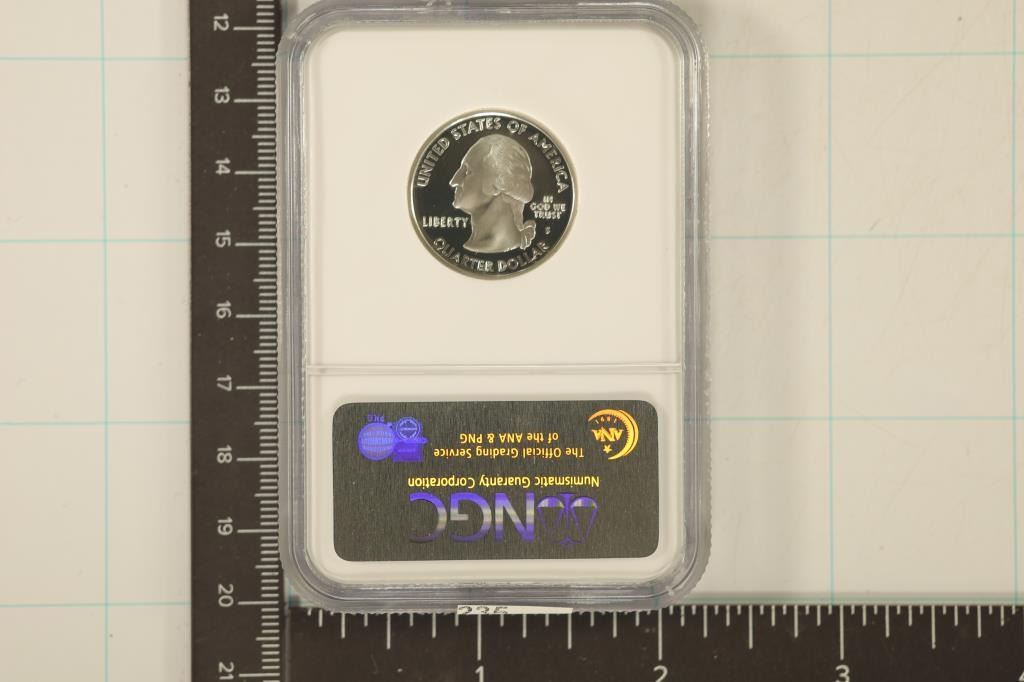 12
13
14
15
16
17
18
19
20
21
UNITED STATES OF AMERICA
LIBERTY
IN
GOD WE
TRUST
S
QUARTER DOLLAR
NGC
Numismatic Guaranty Corporation
The Official Grading Service
of the ANA & PNG
ANA
1891
PNG
235
1
2
3